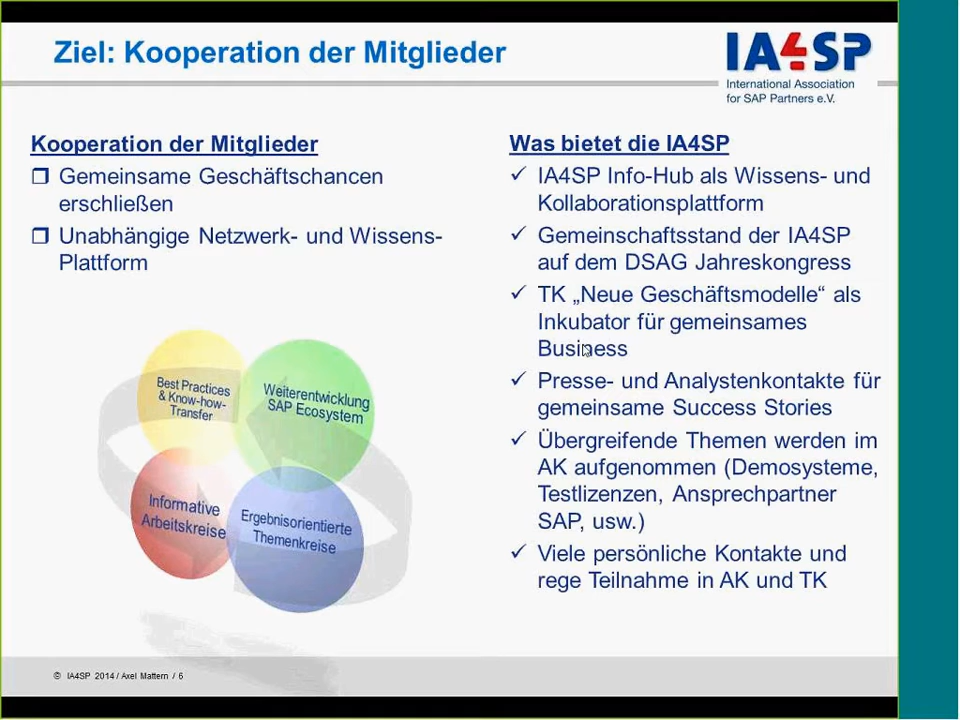 Ziel: Kooperation der Mitglieder
IA4SP
International Association
for SAP Partners e.V.
Kooperation der Mitglieder
Gemeinsame Geschäftschancen
erschließen
Unabhängige Netzwerk- und Wissens-
Plattform
Best Practices
& Know-how-
Transfer
Weiterentwicklung
SAP Ecosystem
Informative
Arbeitskreise
Ergebnisorientierte
Themenkreise
Was bietet die IA4SP
IA4SP Info-Hub als Wissens- und
Kollaborationsplattform
Gemeinschaftsstand der IA4SP
auf dem DSAG Jahreskongress
TK „Neue Geschäftsmodelle“ als
Inkubator für gemeinsames
Business
Presse- und Analystenkontakte für
gemeinsame Success Stories
Übergreifende Themen werden im
AK aufgenommen (Demosysteme,
Testlizenzen, Ansprechpartner
SAP, usw.)
Viele persönliche Kontakte und
rege Teilnahme in AK und TK
© IA4SP 2014 / Axel Mattern / 6